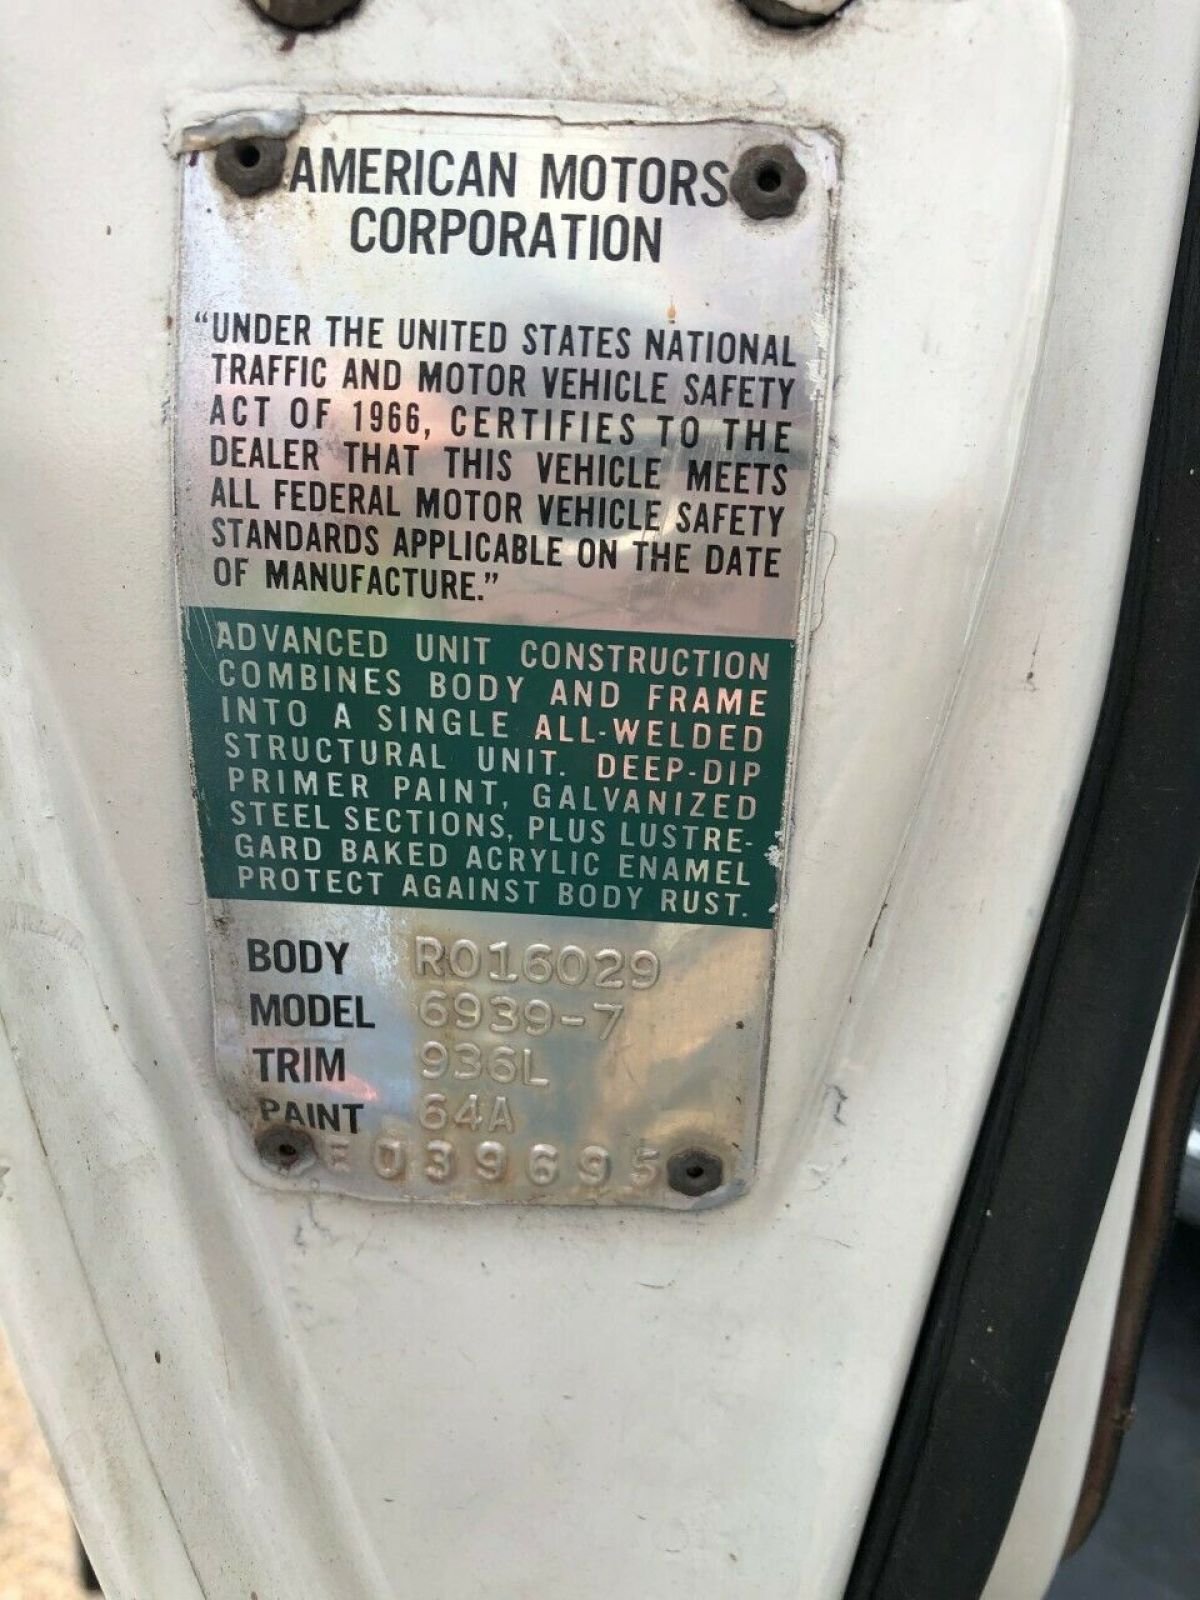 AMERICAN MOTORS
CORPORATION
“UNDER THE UNITED STATES NATIONAL
TRAFFIC AND MOTOR VEHICLE SAFETY
ACT OF 1966, CERTIFIES TO THE
DEALER THAT THIS VEHICLE MEETS
ALL FEDERAL MOTOR VEHICLE SAFETY
STANDARDS APPLICABLE ON THE DATE
OF MANUFACTURE.”
ADVANCED UNIT CONSTRUCTION
COMBINES BODY AND FRAME
INTO A SINGLE ALL-WELDED
STRUCTURAL UNIT. DEEP-DIP
PRIMER PAINT, GALVANIZED
STEEL SECTIONS, PLUS LUSTRE-
GARD BAKED ACRYLIC ENAMEL
PROTECT AGAINST BODY RUST.
BODY R016029
MODEL 6939-7
TRIM 936L
PAINT 64A
E039695